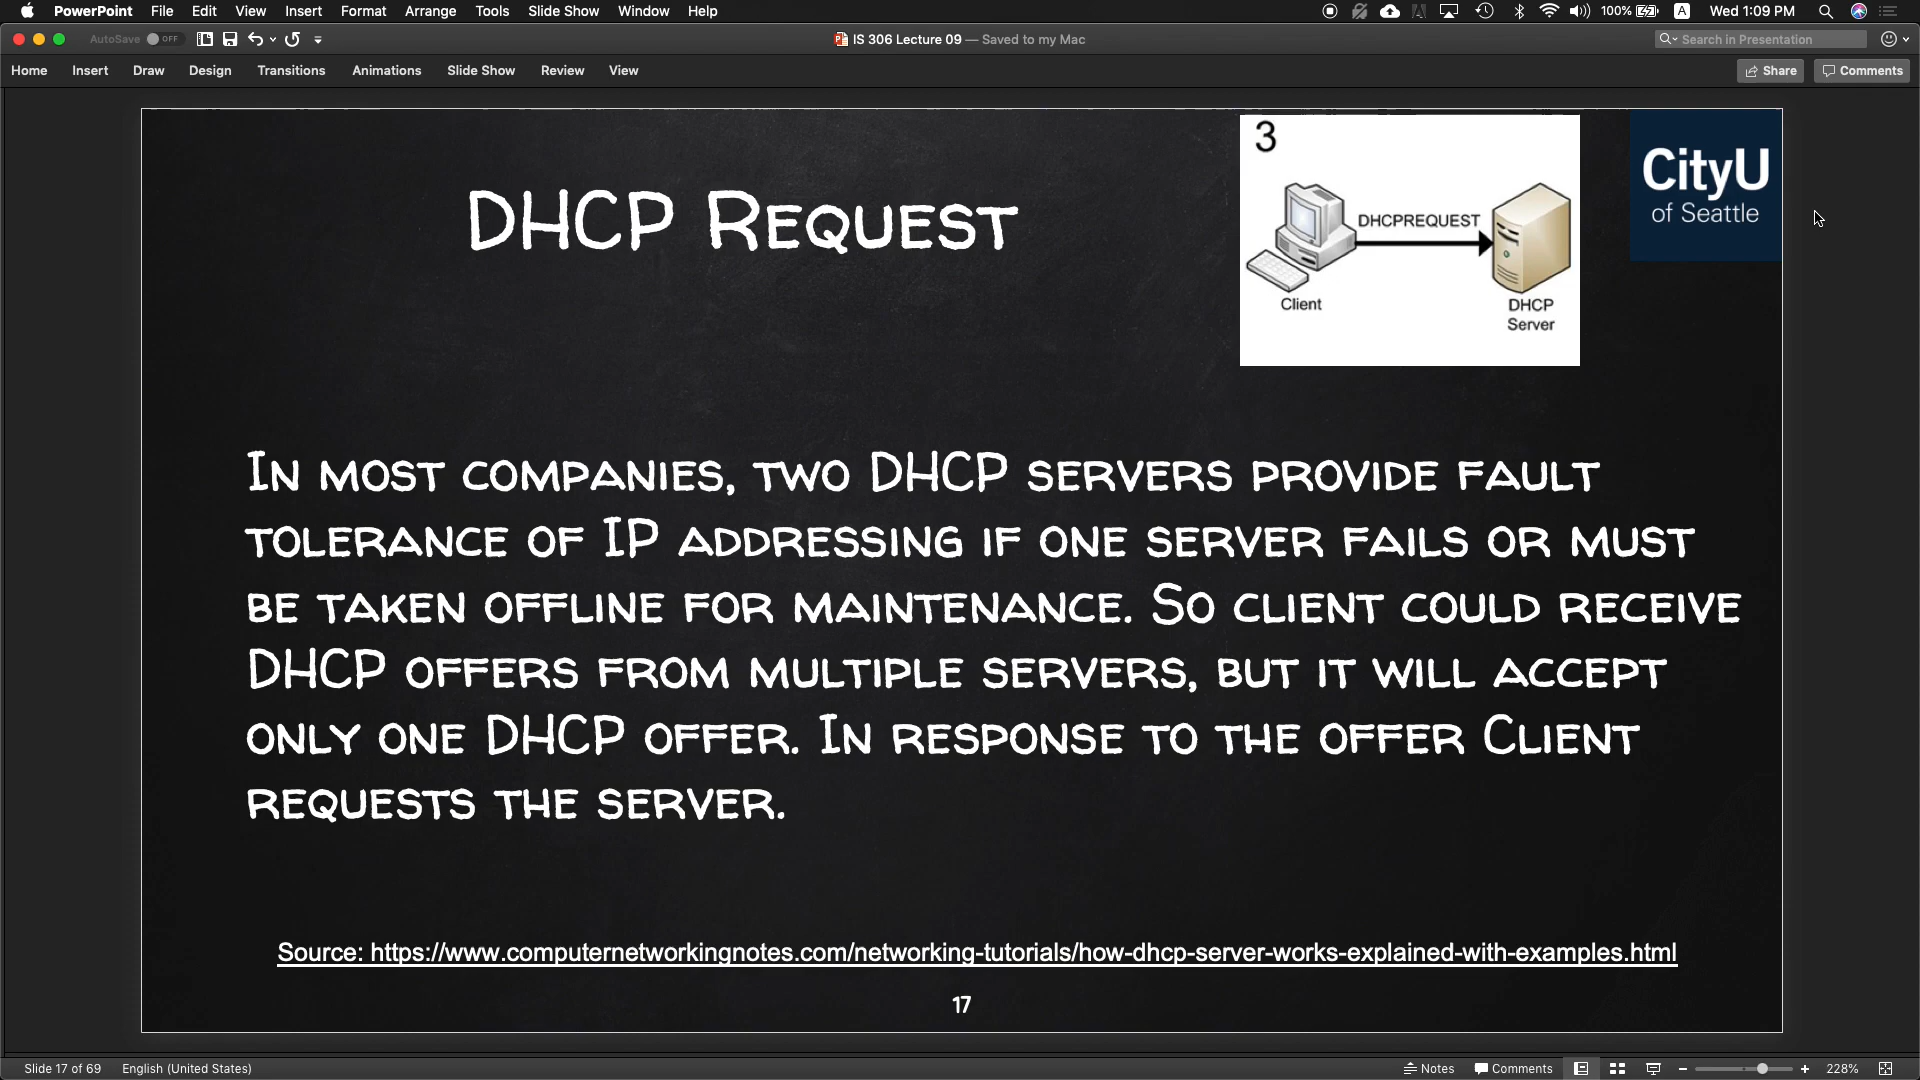 PowerPoint File Edit View Insert Format Arrange Tools Slide Show Window Help 100% A Wed 1:09 PM
AutoSave OFF IS 306 Lecture 09 — Saved to my Mac Search in Presentation
Home Insert Draw Design Transitions Animations Slide Show Review View Share Comments
3
DHCP Request
DHCPREQUEST
Client
DHCP
Server
CityU
of Seattle
In most companies, two DHCP servers provide fault
tolerance of IP addressing if one server fails or must
be taken offline for maintenance. So client could receive
DHCP offers from multiple servers, but it will accept
only one DHCP offer. In response to the offer Client
requests the server.
Source: https://www.computernetworkingnotes.com/networking-tutorials/how-dhcp-server-works-explained-with-examples.html
17
Slide 17 of 69 English (United States) Notes Comments 228%